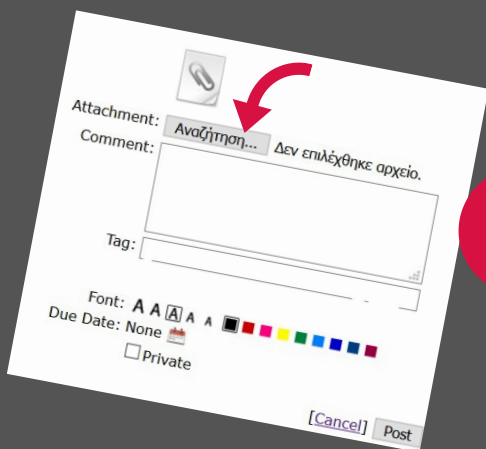 Attachment: Αναζήτηση... Δεν επιλέχθηκε αρχείο.
Comment:
Tag:
Font: A A A A A
Due Date: None
Private
[Cancel] Post